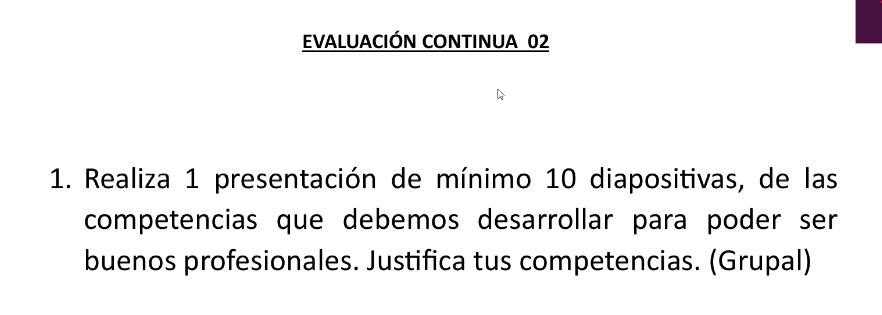 EVALUACIÓN CONTINUA  02
1. Realiza 1 presentación de mínimo 10 diapositivas, de las
competencias que debemos desarrollar para poder ser
buenos profesionales. Justifica tus competencias. (Grupal)